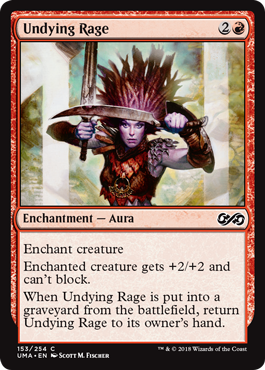 Undying Rage 2
Enchantment — Aura
Enchant creature
Enchanted creature gets +2/+2 and
can't block.
When Undying Rage is put into a
graveyard from the battlefield, return
Undying Rage to its owner's hand.
153/254 C
UMA • EN Scott M. Fischer
™ & © 2018 Wizards of the Coast